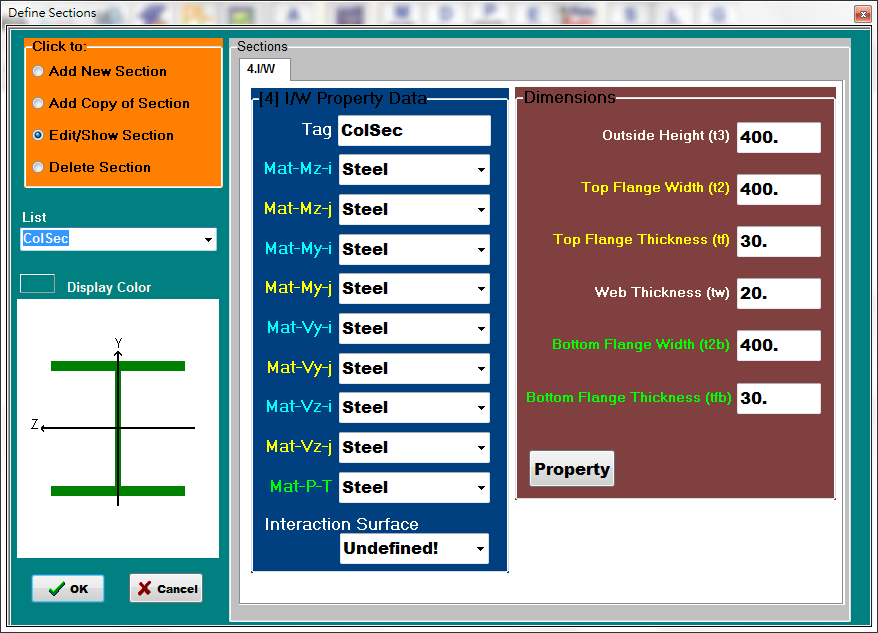 Define Sections
Click to:
Add New Section
Add Copy of Section
Edit/Show Section
Delete Section
List
ColSec
Display Color
Y
Z
OK
Cancel
Sections
4.I/W
[4] I/W Property Data
Tag ColSec
Mat-Mz-i Steel
Mat-Mz-j Steel
Mat-My-i Steel
Mat-My-j Steel
Mat-Vy-i Steel
Mat-Vy-j Steel
Mat-Vz-i Steel
Mat-Vz-j Steel
Mat-P-T Steel
Interaction Surface
Undefined!
Dimensions
Outside Height (t3) 400.
Top Flange Width (t2) 400.
Top Flange Thickness (tf) 30.
Web Thickness (tw) 20.
Bottom Flange Width (t2b) 400.
Bottom Flange Thickness (tfb) 30.
Property